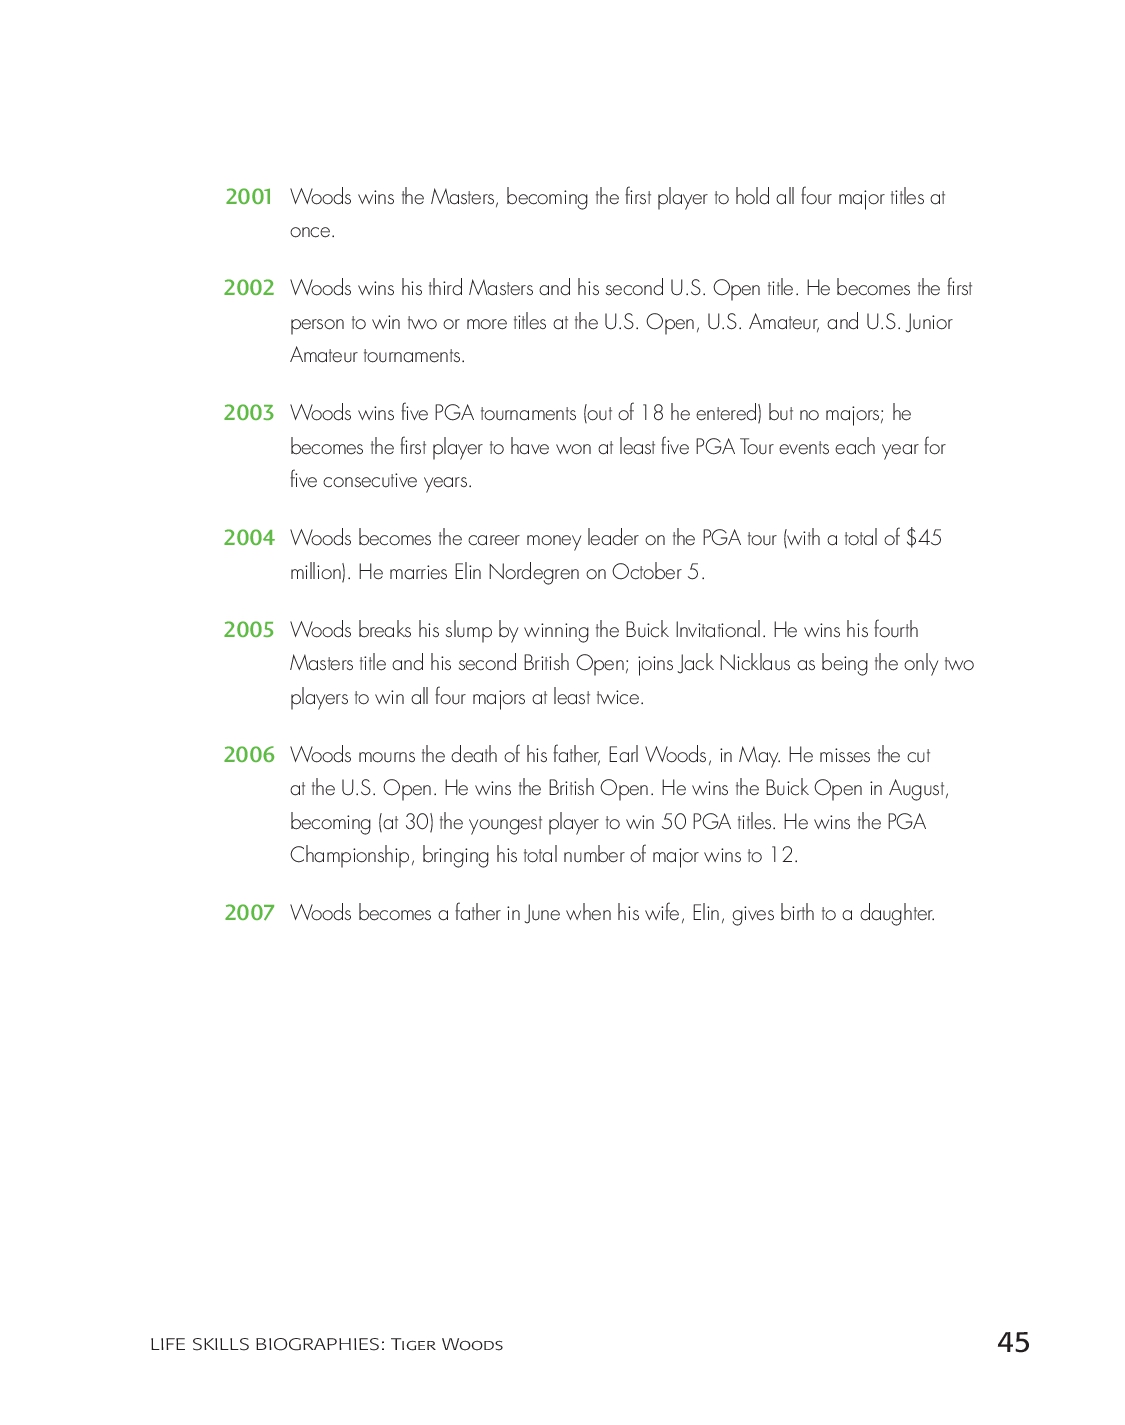 2001 Woods wins the Masters, becoming the first player to hold all four major titles at
once.
2002 Woods wins his third Masters and his second U.S. Open title. He becomes the first
person to win two or more titles at the U.S. Open, U.S. Amateur, and U.S. Junior
Amateur tournaments.
2003 Woods wins five PGA tournaments (out of 18 he entered) but no majors; he
becomes the first player to have won at least five PGA Tour events each year for
five consecutive years.
2004 Woods becomes the career money leader on the PGA tour (with a total of $45
million). He marries Elin Nordegren on October 5.
2005 Woods breaks his slump by winning the Buick Invitational. He wins his fourth
Masters title and his second British Open; joins Jack Nicklaus as being the only two
players to win all four majors at least twice.
2006 Woods mourns the death of his father, Earl Woods, in May. He misses the cut
at the U.S. Open. He wins the British Open. He wins the Buick Open in August,
becoming (at 30) the youngest player to win 50 PGA titles. He wins the PGA
Championship, bringing his total number of major wins to 12.
2007 Woods becomes a father in June when his wife, Elin, gives birth to a daughter.
LIFE SKILLS BIOGRAPHIES: Tiger Woods 45